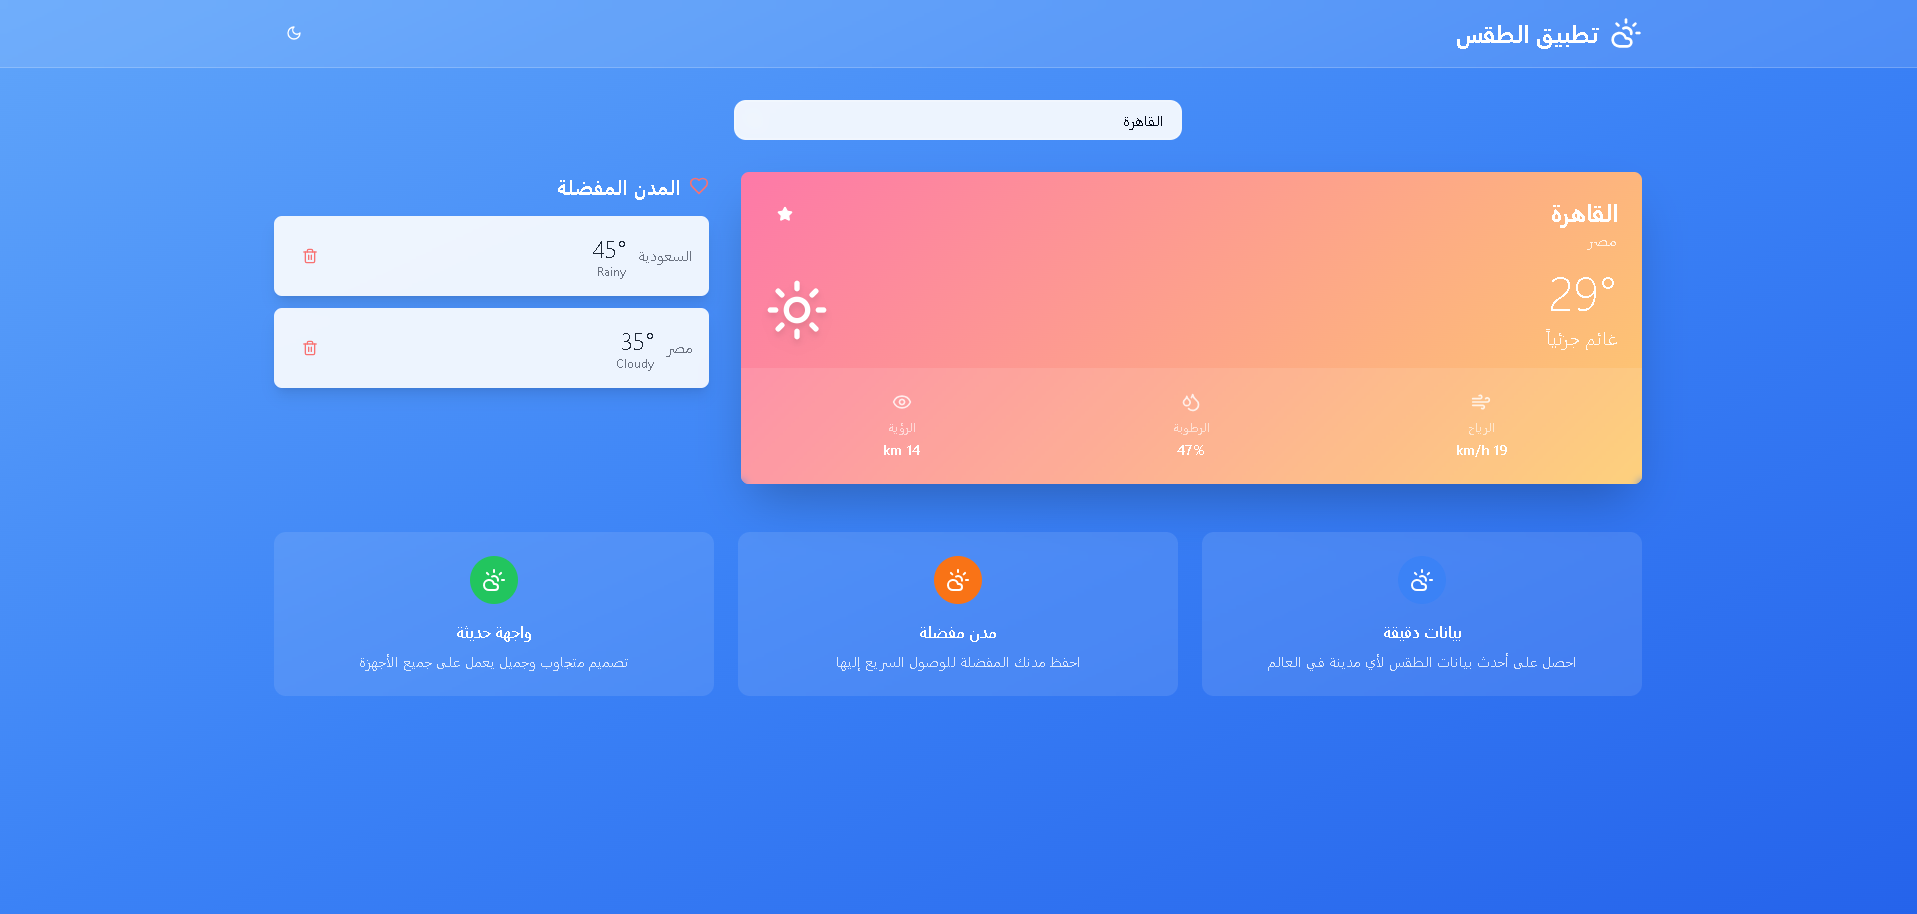 تطبيق الطقس
القاهرة
القاهرة
مصر
29°
غائم جزئياً
الرياح
km/h 19
الرطوبة
47%
الرؤية
km 14
المدن المفضلة
السعودية
45°
Rainy
مصر
35°
Cloudy
بيانات دقيقة
احصل على أحدث بيانات الطقس لأي مدينة في العالم
مدن مفضلة
احفظ مدنك المفضلة للوصول السريع إليها
واجهة حديثة
تصميم متجاوب وجميل يعمل على جميع الأجهزة